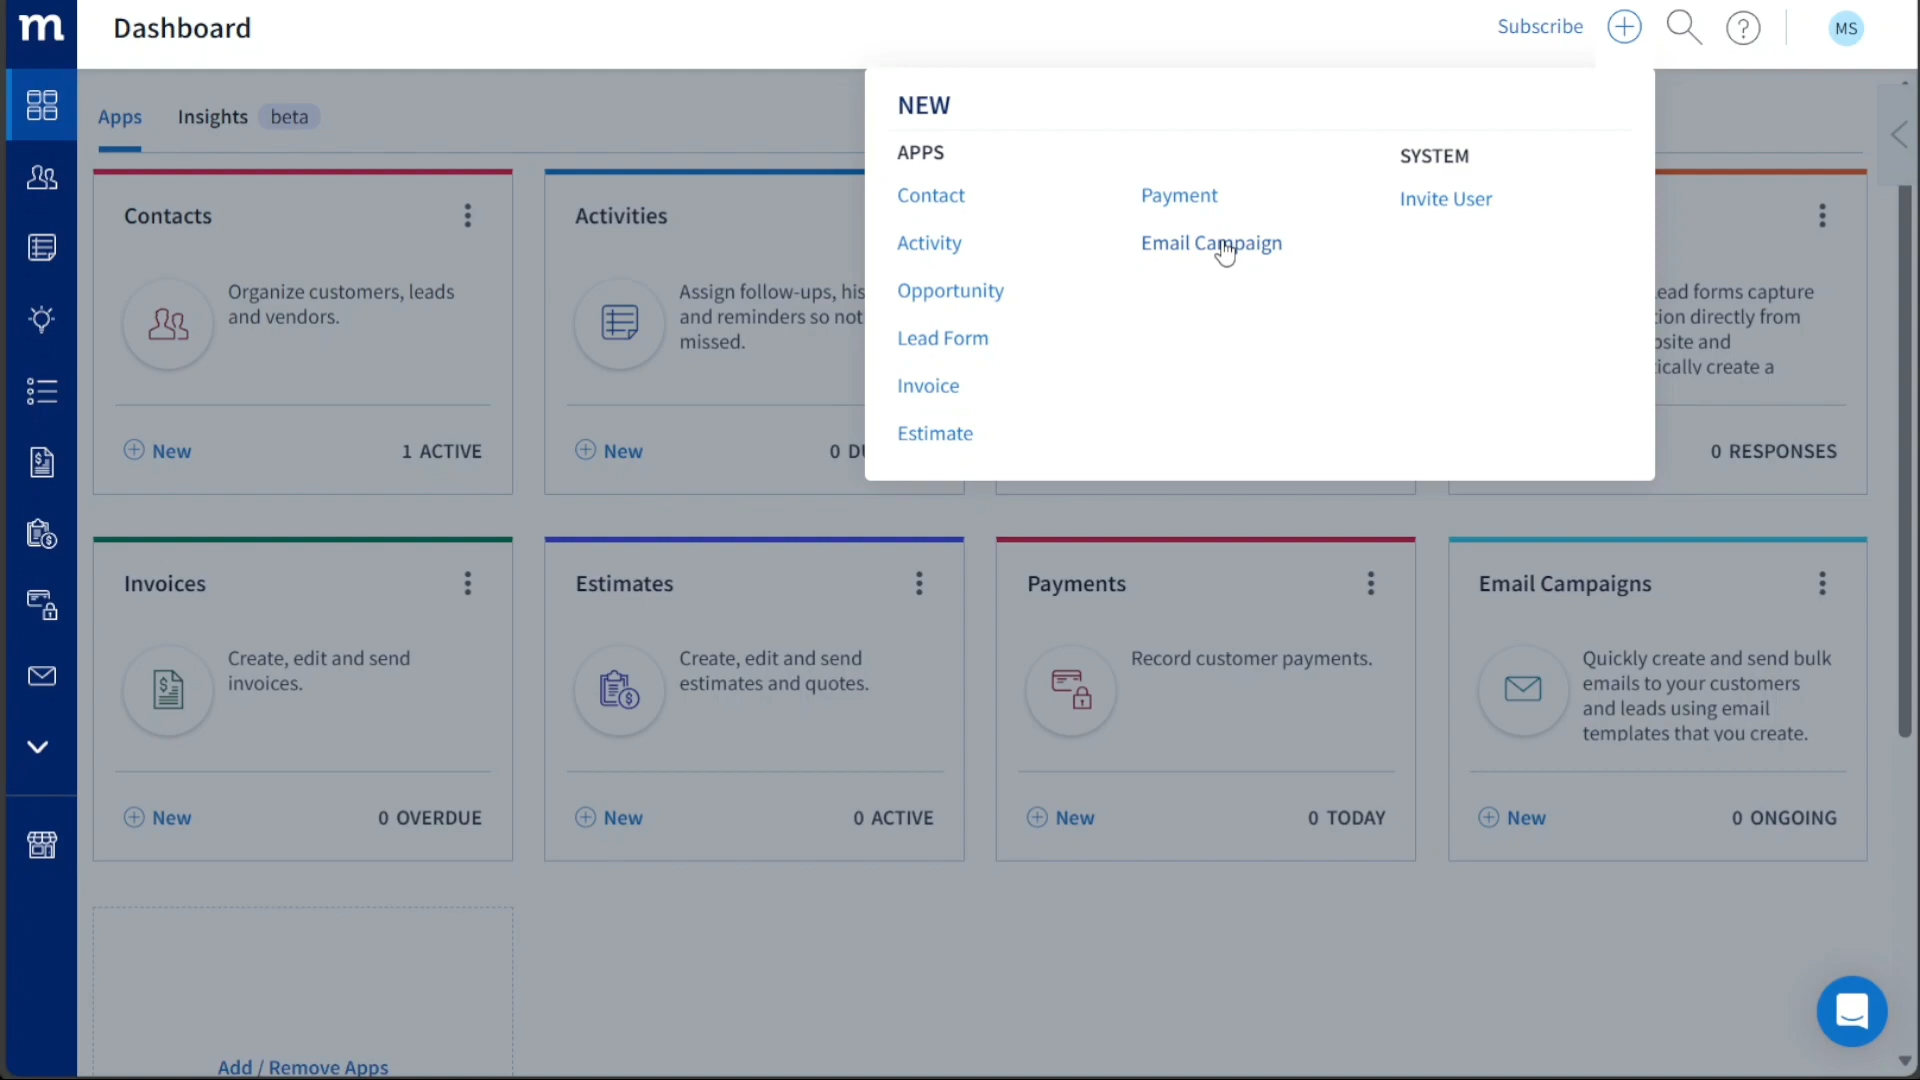 m
Dashboard
Subscribe
MS
Apps
Insights
beta
NEW
APPS
Contact
Activity
Opportunity
Lead Form
Invoice
Estimate
Payment
Email Campaign
SYSTEM
Invite User
Contacts
Organize customers, leads
and vendors.
New
1 ACTIVE
Activities
Assign follow-ups, his
and reminders so not
missed.
New
0 DU
ead forms capture
ion directly from
site and
ically create a
0 RESPONSES
Invoices
Create, edit and send
invoices.
New
0 OVERDUE
Estimates
Create, edit and send
estimates and quotes.
New
0 ACTIVE
Payments
Record customer payments.
New
0 TODAY
Email Campaigns
Quickly create and send bulk
emails to your customers
and leads using email
templates that you create.
New
0 ONGOING
Add / Remove Apps